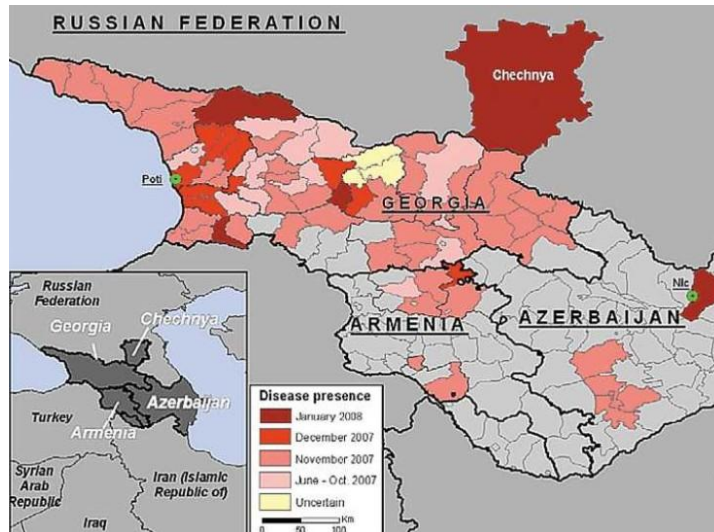 RUSSIAN FEDERATION
Chechnya
Poti
GEORGIA
Nic
ARMENIA
AZERBAIJAN
Russian
Federation
Georgia
Chechnya
Azerbaijan
Turkey
Armenia
Syrian
Arab
Republic
Iran (Islamic
Republic of)
Iraq
Disease presence
January 2008
December 2007
November 2007
June - Oct. 2007
Uncertain
Km
0 50 100